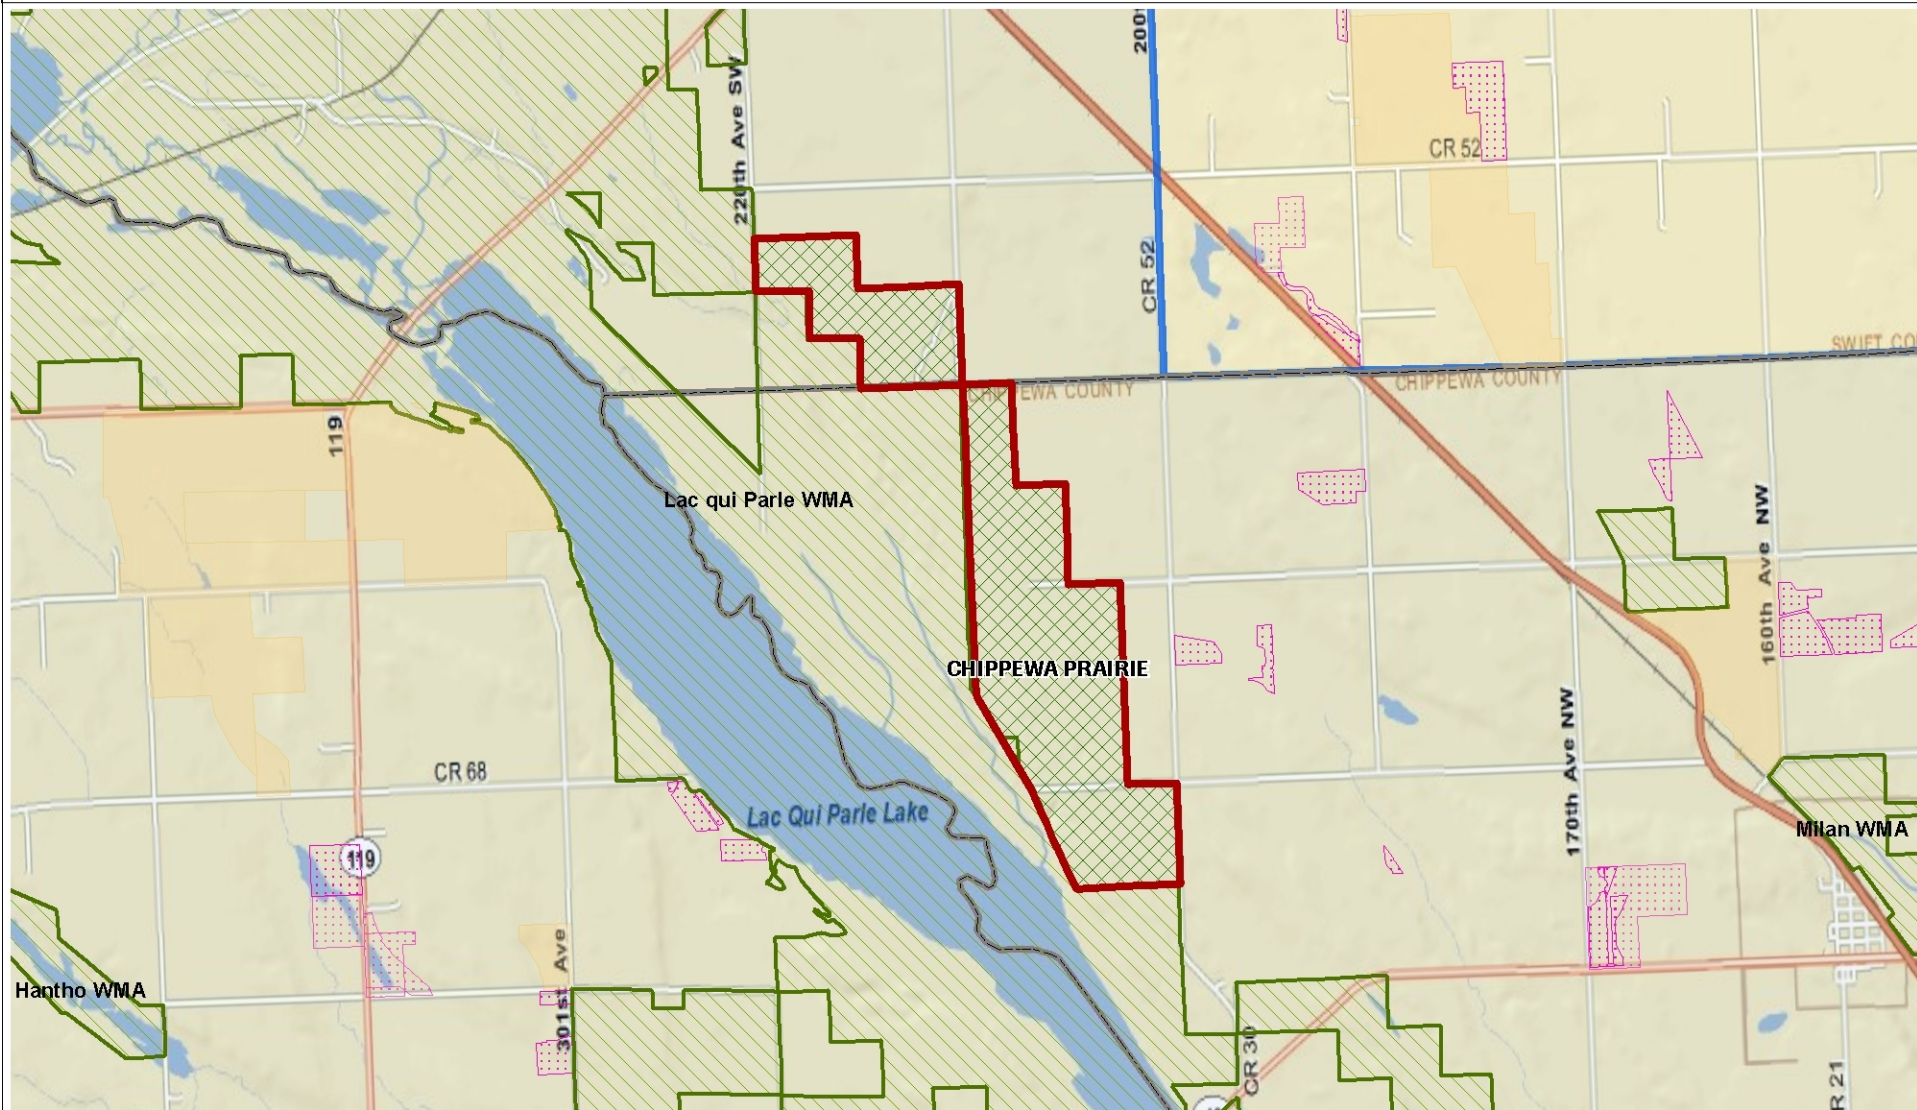 200
220th Ave SW
CR 52
CR 52
SWIFT CO
CHIPPEWA COUNTY
CHIPPEWA COUNTY
119
Lac qui Parle WMA
160th Ave NW
CHIPPEWA PRAIRIE
170th Ave NW
CR 68
Lac Qui Parle Lake
Milan WMA
119
Hantho WMA
301st Ave
CR 30
R 21